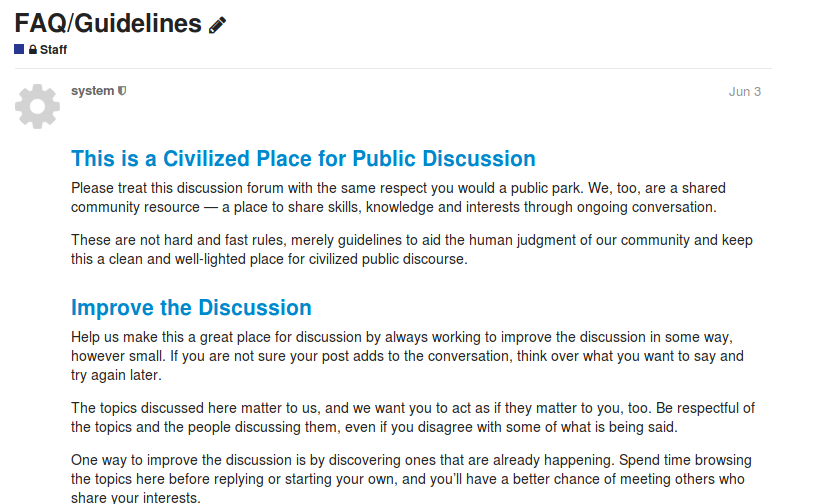 FAQ/Guidelines
Staff
system
Jun 3
This is a Civilized Place for Public Discussion
Please treat this discussion forum with the same respect you would a public park. We, too, are a shared
community resource — a place to share skills, knowledge and interests through ongoing conversation.
These are not hard and fast rules, merely guidelines to aid the human judgment of our community and keep
this a clean and well-lighted place for civilized public discourse.
Improve the Discussion
Help us make this a great place for discussion by always working to improve the discussion in some way,
however small. If you are not sure your post adds to the conversation, think over what you want to say and
try again later.
The topics discussed here matter to us, and we want you to act as if they matter to you, too. Be respectful of
the topics and the people discussing them, even if you disagree with some of what is being said.
One way to improve the discussion is by discovering ones that are already happening. Spend time browsing
the topics here before replying or starting your own, and you’ll have a better chance of meeting others who
share your interests.